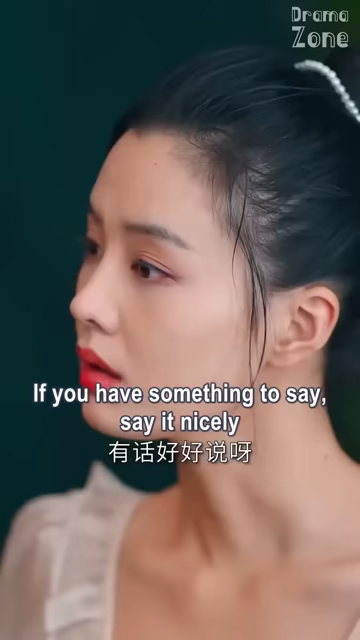 Drama
Zone
If you have something to say,
say it nicely
有话好好说呀